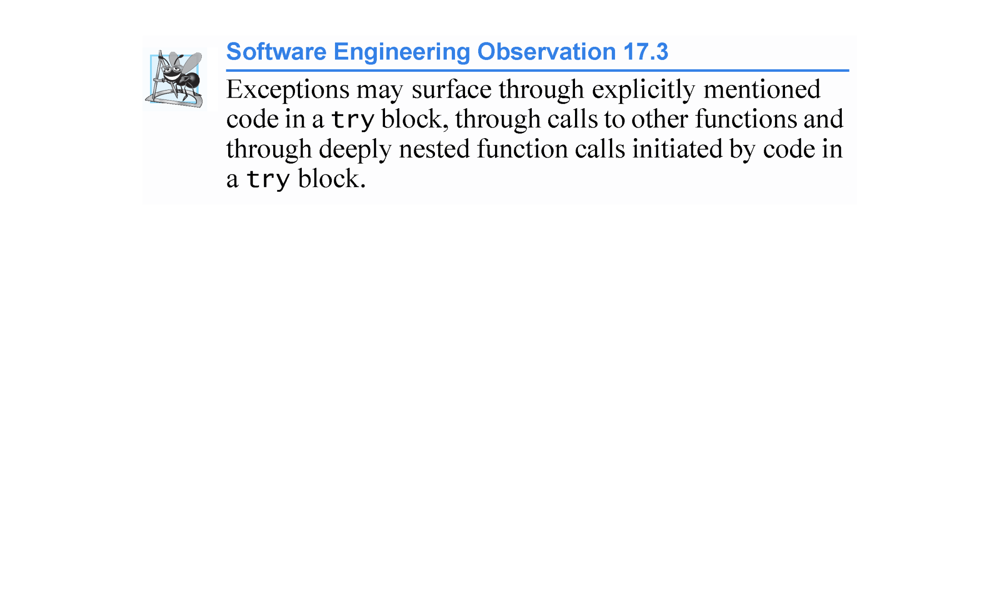 Software Engineering Observation 17.3
Exceptions may surface through explicitly mentioned
code in a try block, through calls to other functions and
through deeply nested function calls initiated by code in
a try block.